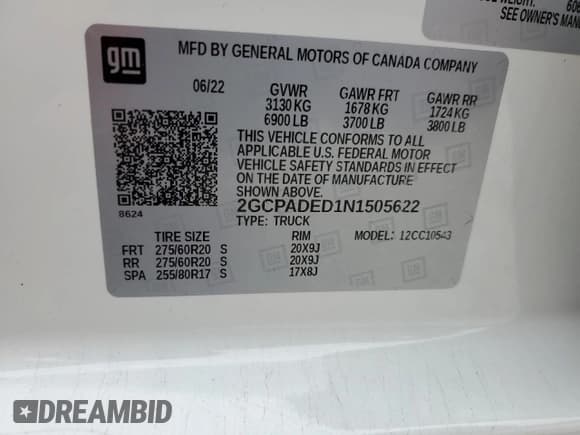 606
SEE OWNER'S MANU
gm
MFD BY GENERAL MOTORS OF CANADA COMPANY
06/22 GVWR GAWR FRT GAWR RR
3130 KG 1678 KG 1724 KG
6900 LB 3700 LB 3800 LB
THIS VEHICLE CONFORMS TO ALL
APPLICABLE U.S. FEDERAL MOTOR
VEHICLE SAFETY STANDARDS IN EFFECT
ON THE DATE OF MANUFACTURE
SHOWN ABOVE.
8624
2GCPADED1N1505622
TYPE: TRUCK
TIRE SIZE RIM MODEL: 12CC10543
FRT 275/60R20 S 20X9J
RR 275/60R20 S 20X9J
SPA 255/80R17 S 17X8J
DREAMBID